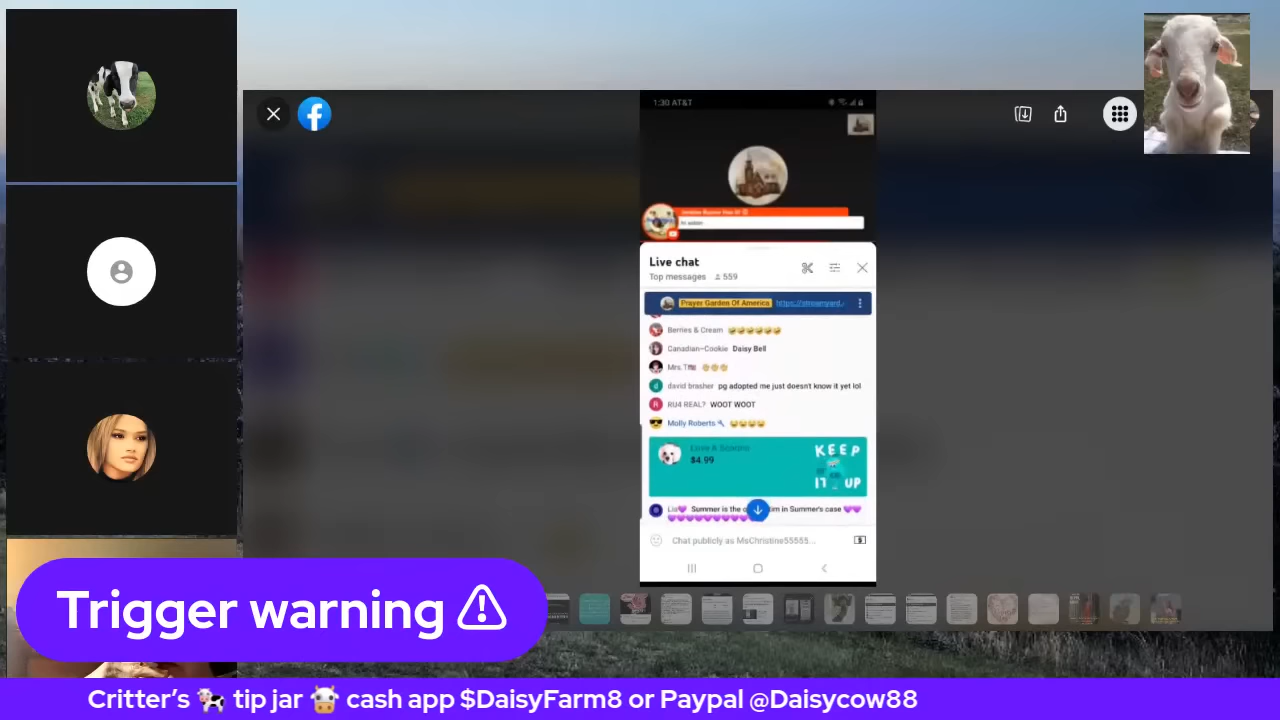 1:30 AT&T
Live chat
Top messages 559
Prayer Garden Of America https://streamyard.
Berries & Cream 🤣🤣🤣🤣🤣🤣
Canadian-Cookie Daisy Bell
Mrs.T
david brasher pg adopted me just doesn't know it yet lol
RU4 REAL? WOOT WOOT
Molly Roberts 🔧 😂😂😂😂
$4.99
KEEP
IT UP
Summer is the in Summer's case 💜💜
💜💜💜💜💜💜💜💜💜💜
Chat publicly as MsChristine55555...
Trigger warning ⚠
Critter's 🐄 tip jar 🐮 cash app $DaisyFarm8 or Paypal @Daisycow88